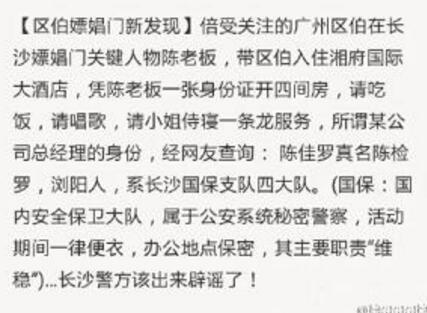 【区伯嫖娼门新发现】倍受关注的广州区伯在长
沙嫖娼门关键人物陈老板，带区伯入住湘府国际
大酒店，凭陈老板一张身份证开四间房，请吃
饭，请唱歌，请小姐侍寝一条龙服务，所谓某公
司总经理的身份，经网友查询：陈佳罗真名陈检
罗，浏阳人，系长沙国保支队四大队。(国保：国
内安全保卫大队，属于公安系统秘密警察，活动
期间一律便衣，办公地点保密，其主要职责“维
稳”)...长沙警方该出来辟谣了！